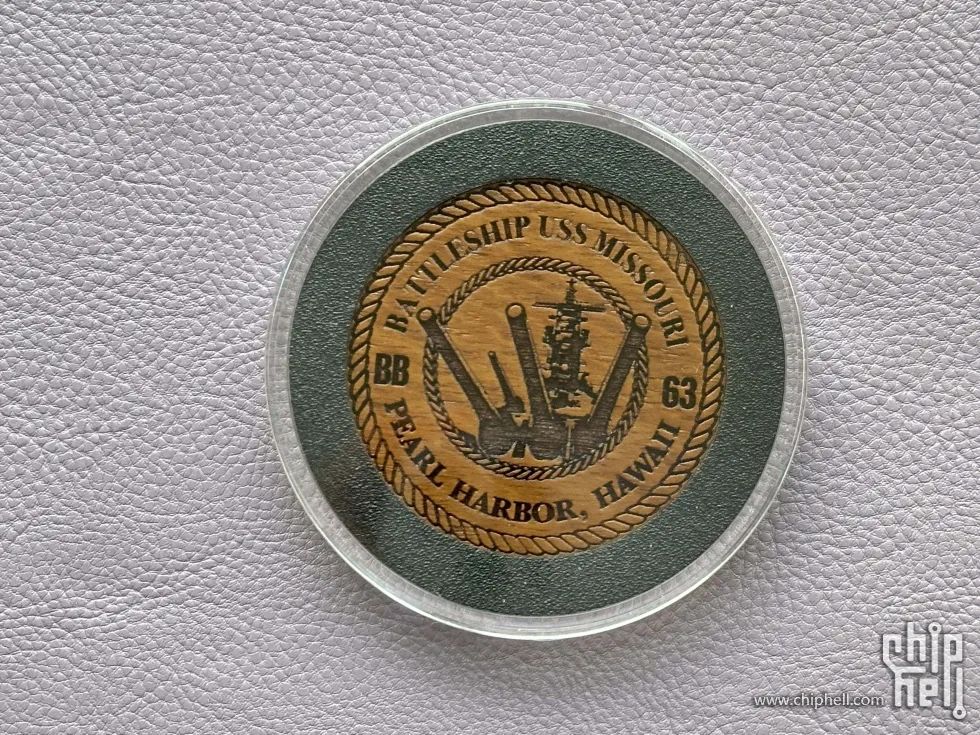 BATTLESHIP USS MISSOURI
BB
63
PEARL HARBOR, HAWAII
www.chiphell.com
chip
hell